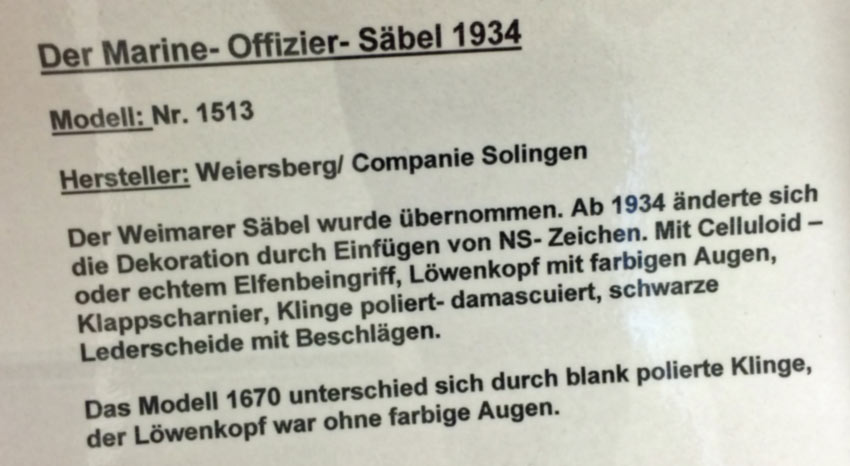 Der Marine- Offizier- Säbel 1934
Modell: Nr. 1513
Hersteller: Weiersberg/ Companie Solingen
Der Weimarer Säbel wurde übernommen. Ab 1934 änderte sich
die Dekoration durch Einfügen von NS- Zeichen. Mit Celluloid –
oder echtem Elfenbeingriff, Löwenkopf mit farbigen Augen,
Klappscharnier, Klinge poliert- damascuiert, schwarze
Lederscheide mit Beschlägen.
Das Modell 1670 unterschied sich durch blank polierte Klinge,
der Löwenkopf war ohne farbige Augen.